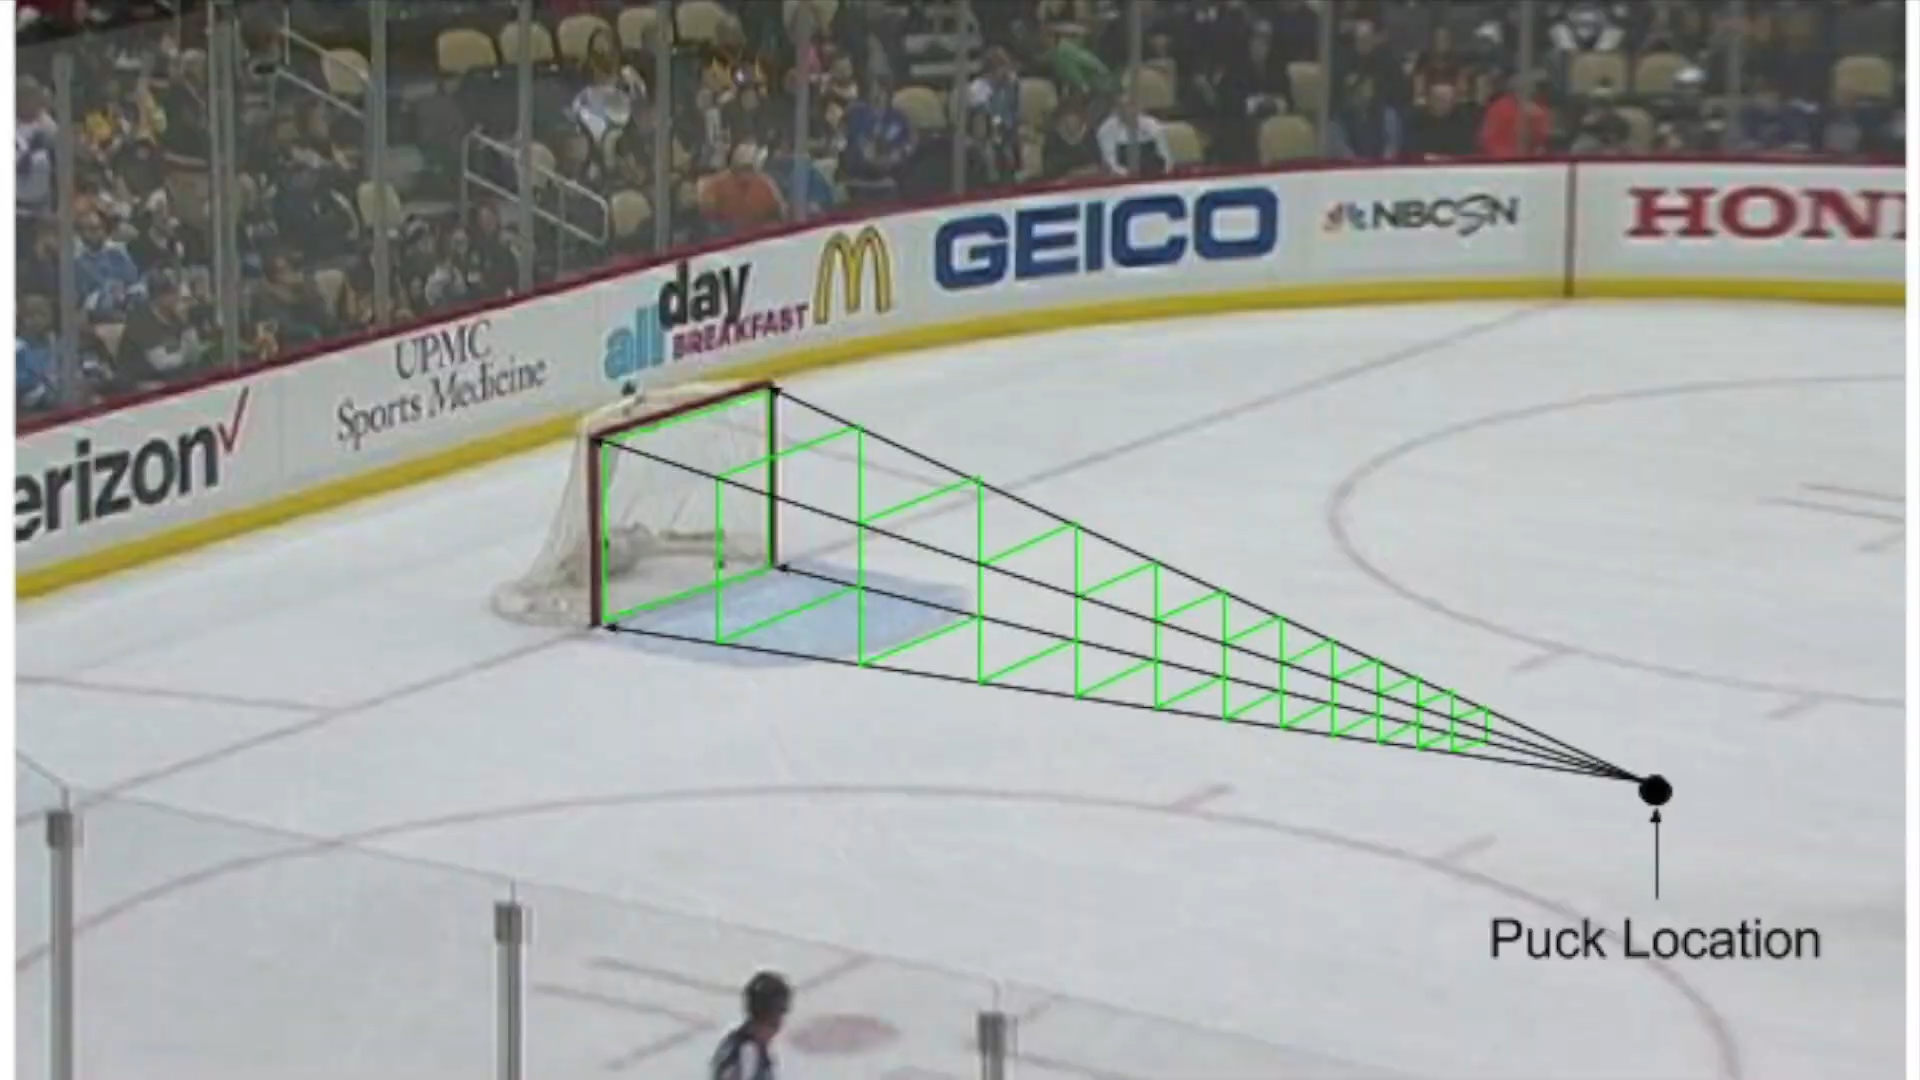 GEICO
NBCSN
HON
all
day
BREAKFAST
UPMC
Sports Medicine
erizon
Puck Location